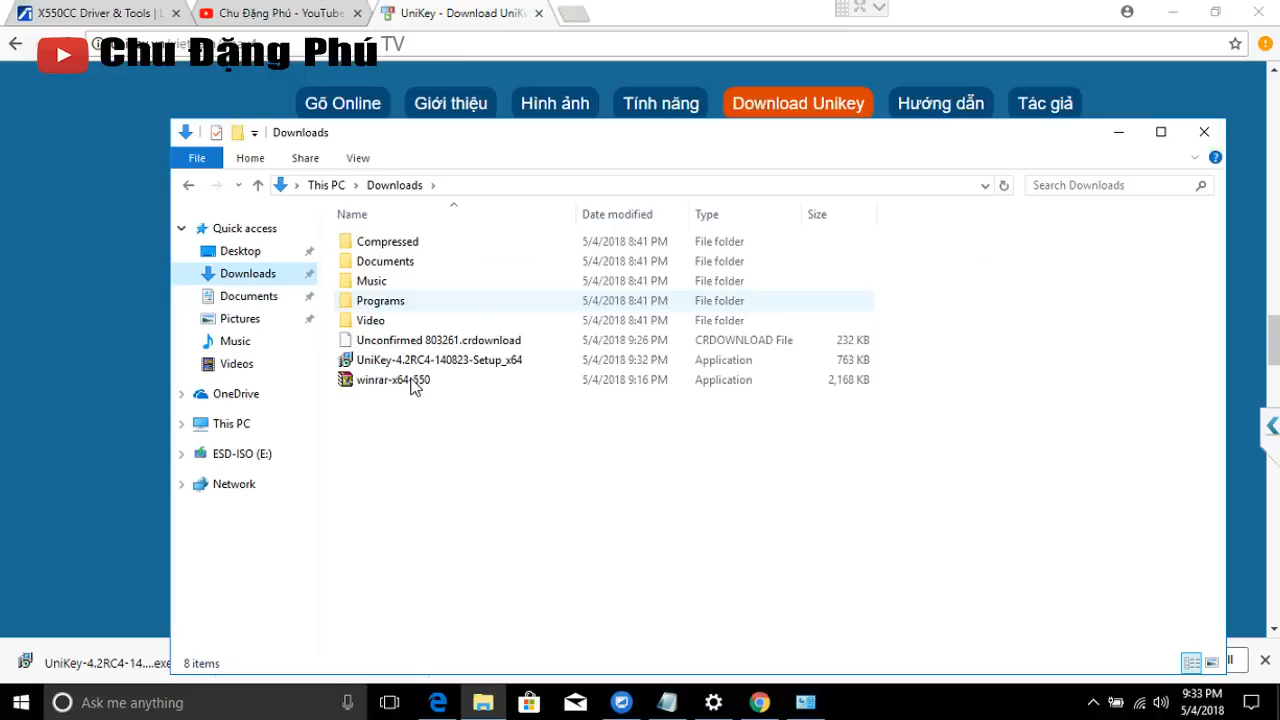 X550CC Driver & Tools | L
Chu Đặng Phú - YouTube
UniKey - Download UniK
Chu Đặng Phú TV
Gõ Online
Giới thiệu
Hình ảnh
Tính năng
Download Unikey
Hướng dẫn
Tác giả
Downloads
File
Home
Share
View
This PC
Downloads
Search Downloads
Name
Date modified
Type
Size
Quick access
Desktop
Downloads
Documents
Pictures
Music
Videos
OneDrive
This PC
ESD-ISO (E:)
Network
Compressed 5/4/2018 8:41 PM File folder
Documents 5/4/2018 8:41 PM File folder
Music 5/4/2018 8:41 PM File folder
Programs 5/4/2018 8:41 PM File folder
Video 5/4/2018 8:41 PM File folder
Unconfirmed 803261.crdownload 5/4/2018 9:26 PM CRDOWNLOAD File 232 KB
UniKey-4.2RC4-140823-Setup_x64 5/4/2018 9:32 PM Application 763 KB
winrar-x64-550 5/4/2018 9:16 PM Application 2,168 KB
8 items
UniKey-4.2RC4-14....exe
Ask me anything
9:33 PM
5/4/2018